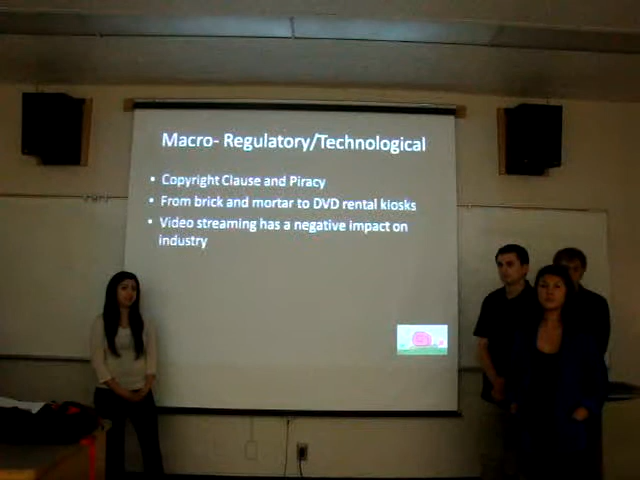 Macro- Regulatory/Technological
• Copyright Clause and Piracy
• From brick and mortar to DVD rental kiosks
• Video streaming has a negative impact on
industry